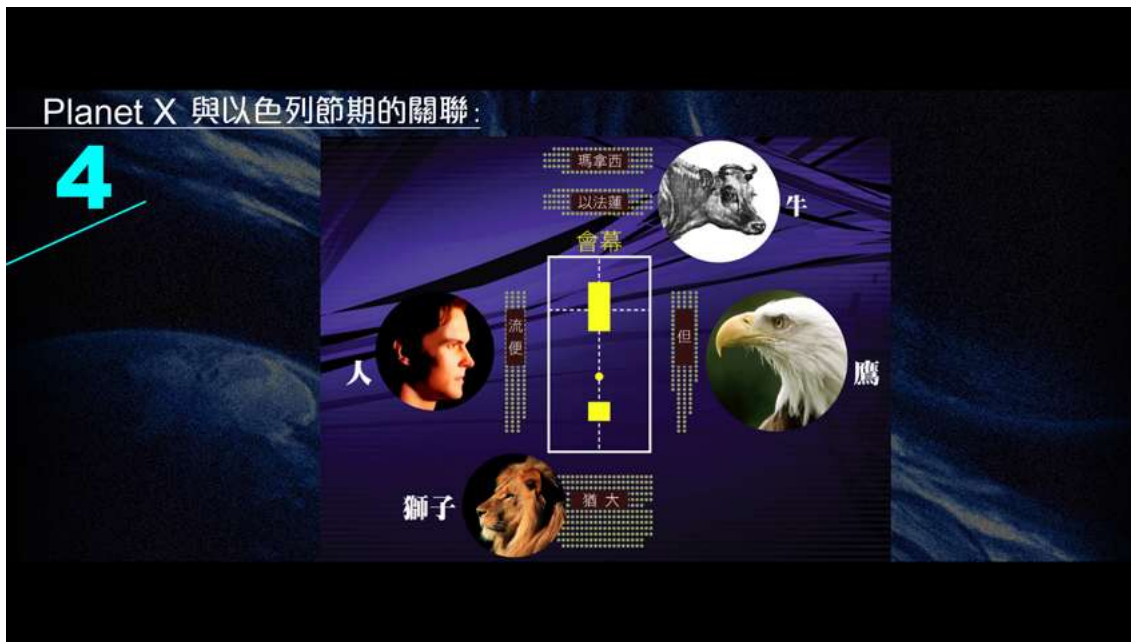 Planet X 與以色列節期的關聯:
4
瑪拿西
以法蓮
牛
會幕
流便
但
人
鷹
獅子
猶大